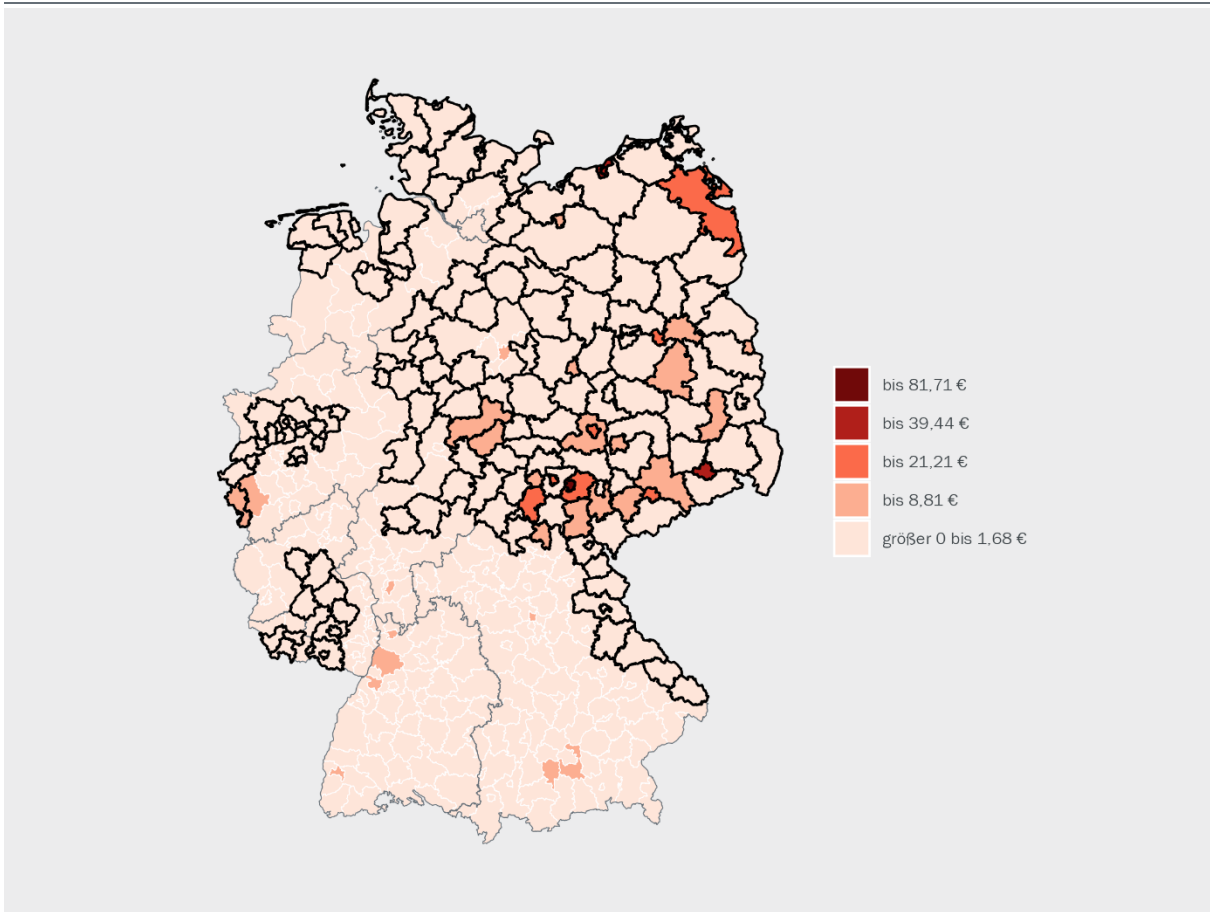 bis 81,71 €
bis 39,44 €
bis 21,21 €
bis 8,81 €
größer 0 bis 1,68 €